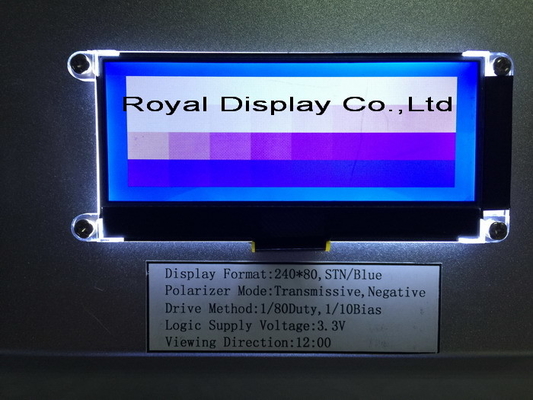 Royal Display Co.,Ltd
Display Format:240*80,STN/Blue
Polarizer Mode:Transmissive,Negative
Drive Method:1/80Duty,1/10Bias
Logic Supply Voltage:3.3V
Viewing Direction:12:00